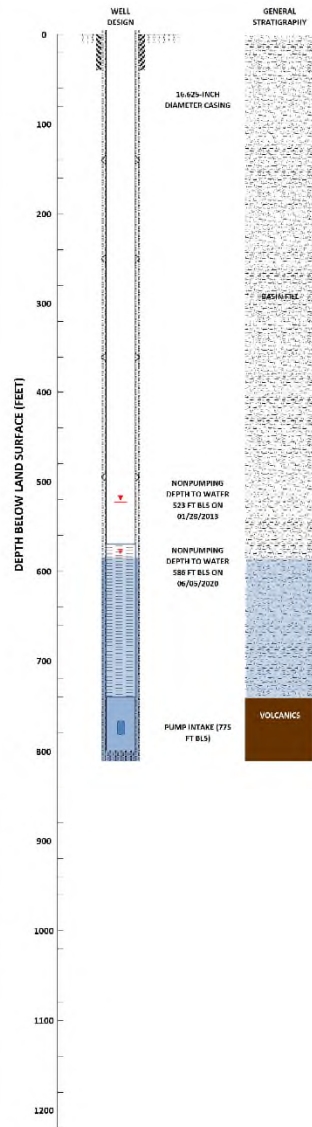 WELL
DESIGN
GENERAL
STRATIGRAPHY
DEPTH BELOW LAND SURFACE (FEET)
0
100
200
300
400
500
600
700
800
900
1000
1100
1200
16.625-INCH
DIAMETER CASING
BASIN FILL
NONPUMPING
DEPTH TO WATER
523 FT BLS ON
01/28/2013
NONPUMPING
DEPTH TO WATER
586 FT BLS ON
06/05/2020
VOLCANICS
PUMP INTAKE (775
FT BLS)